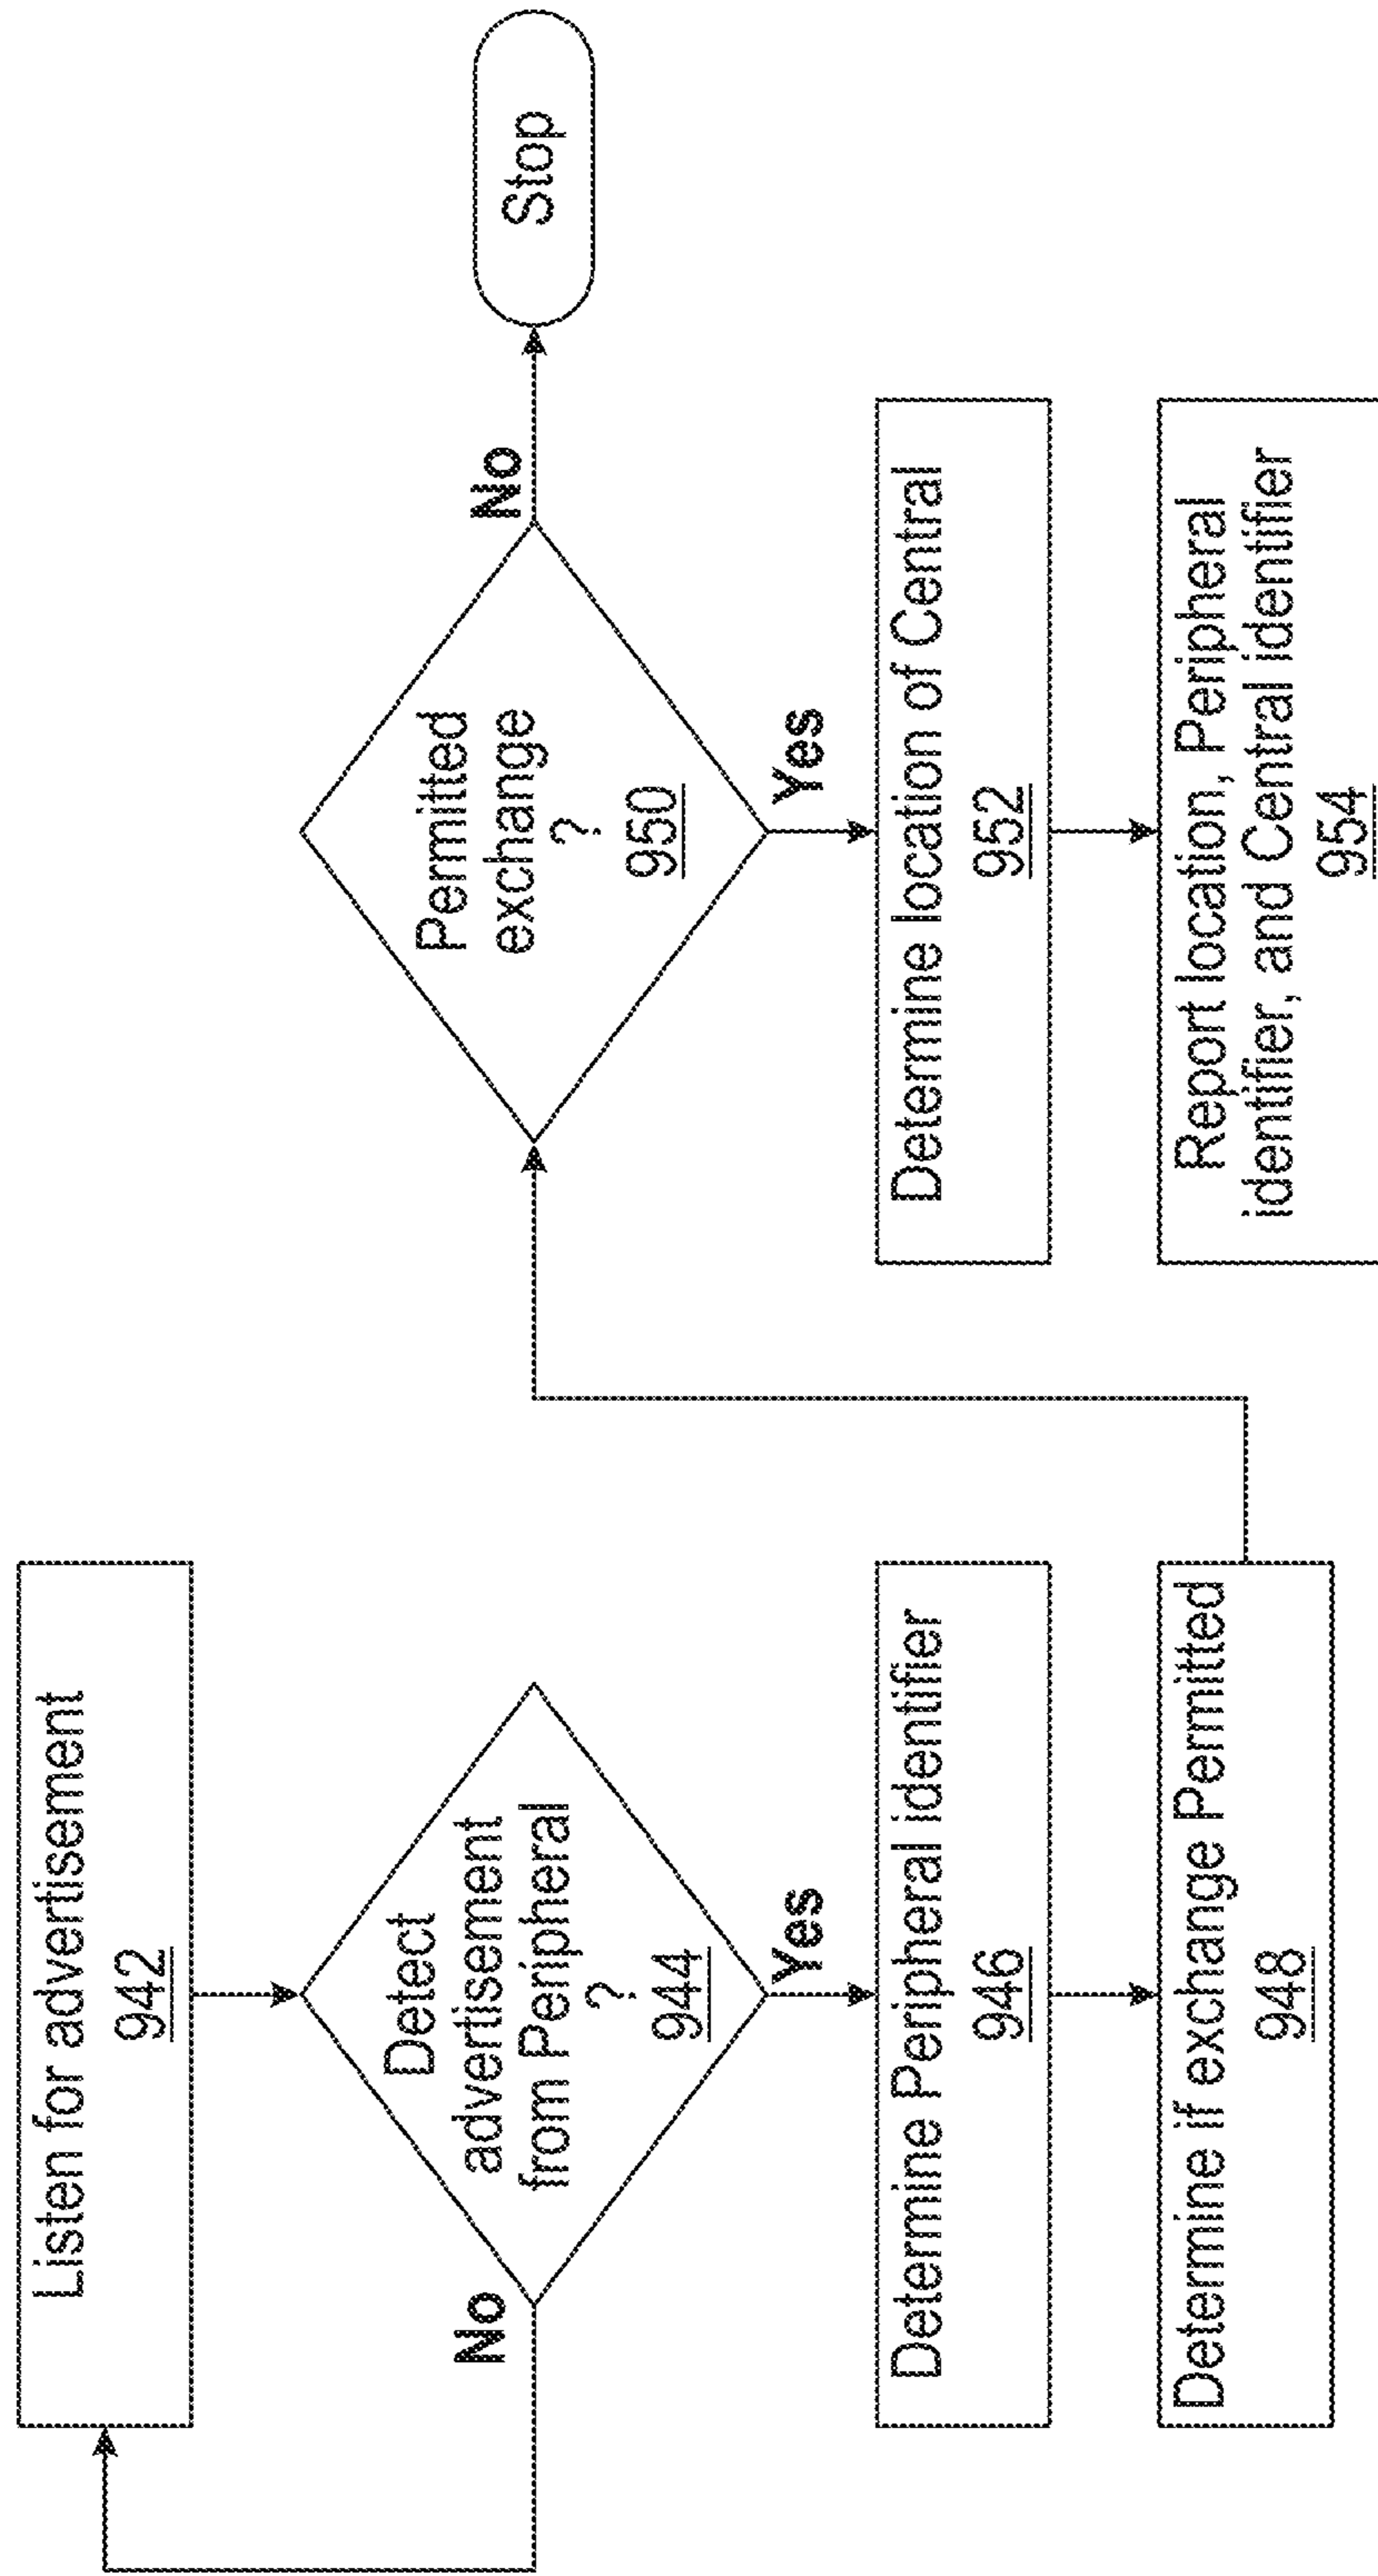 Listen for advertisement
942
Detect
advertisement
from Peripheral
?
944
No
Yes
Determine Peripheral identifier
946
Determine if exchange Permitted
948
Permitted
exchange
?
950
No
Stop
Yes
Determine location of Central
952
Report location, Peripheral
identifier, and Central identifier
954